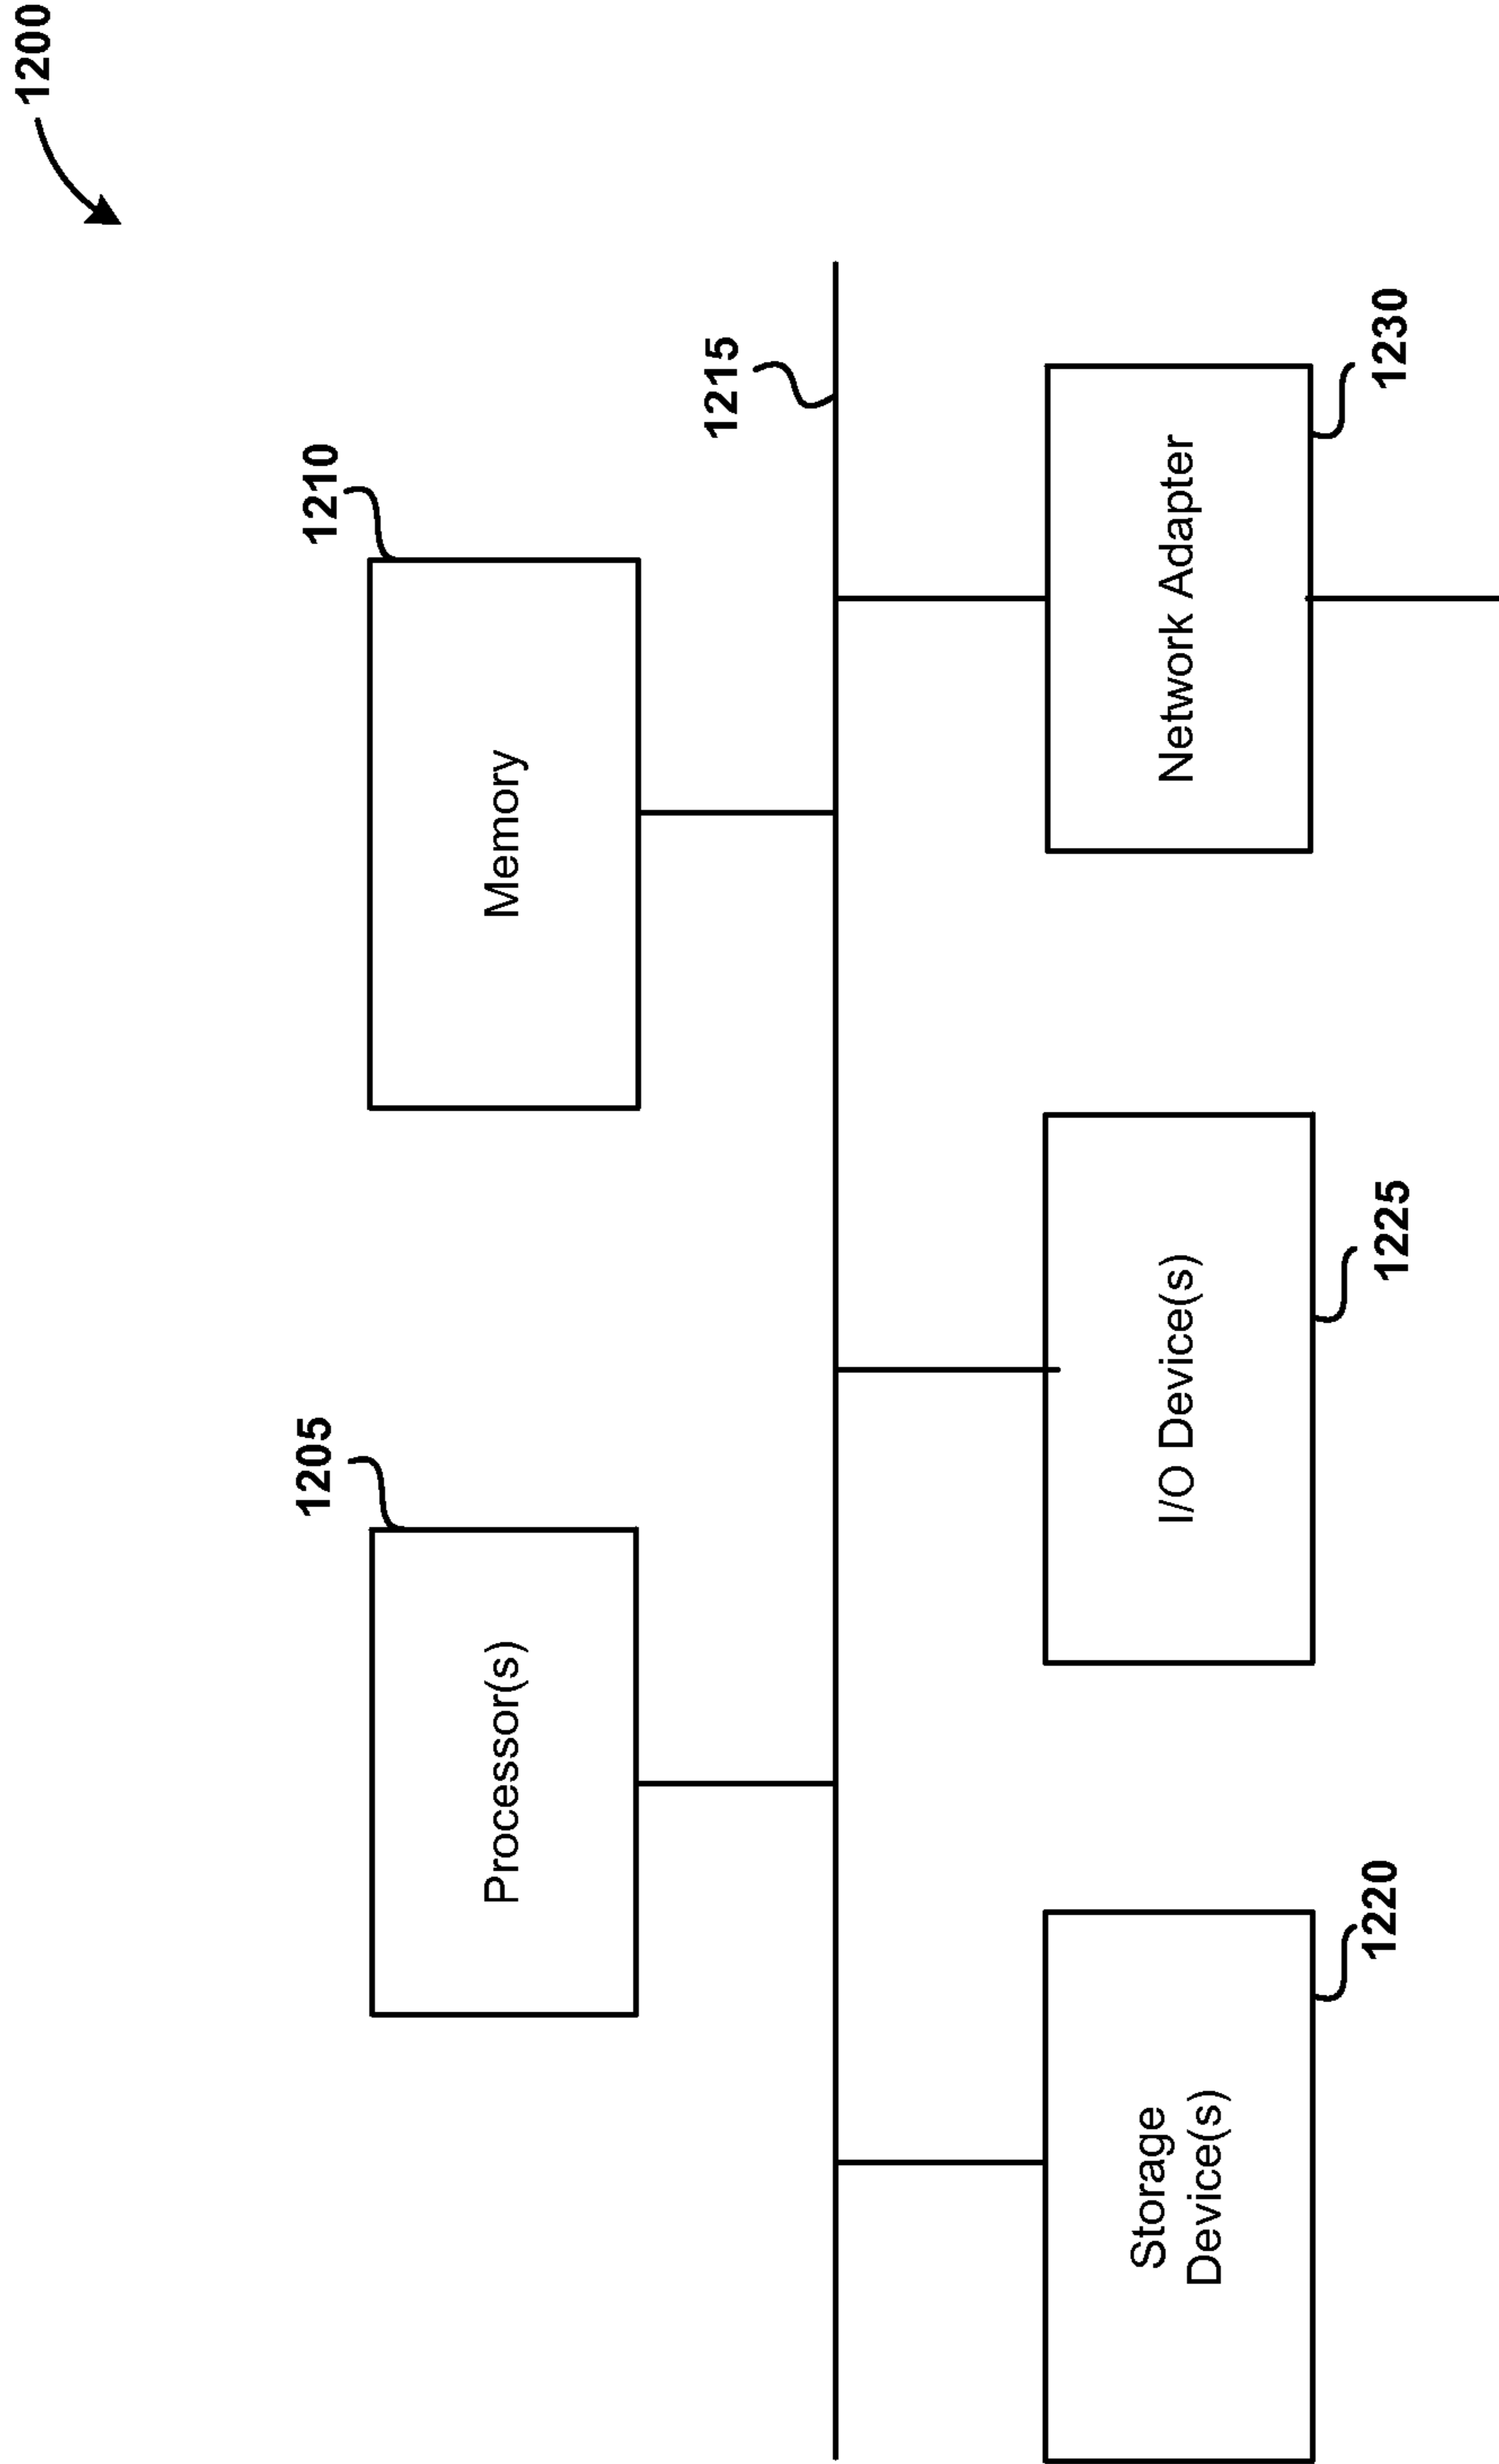 1200
1205
Processor(s)
1210
Memory
1215
1220
Storage
Device(s)
1225
I/O Device(s)
1230
Network Adapter